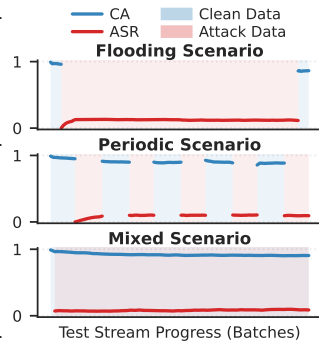 CA Clean Data
ASR Attack Data
Flooding Scenario
1
0
Periodic Scenario
1
0
Mixed Scenario
1
0
Test Stream Progress (Batches)